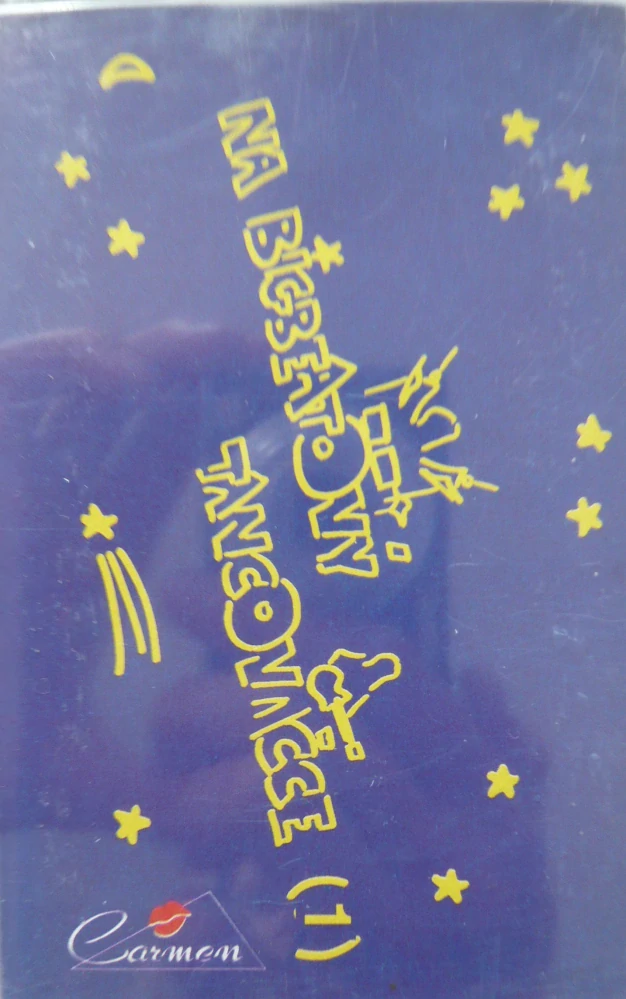 NA BIGBEATOVÝ
TANCOVAČCE (1)
Carmen